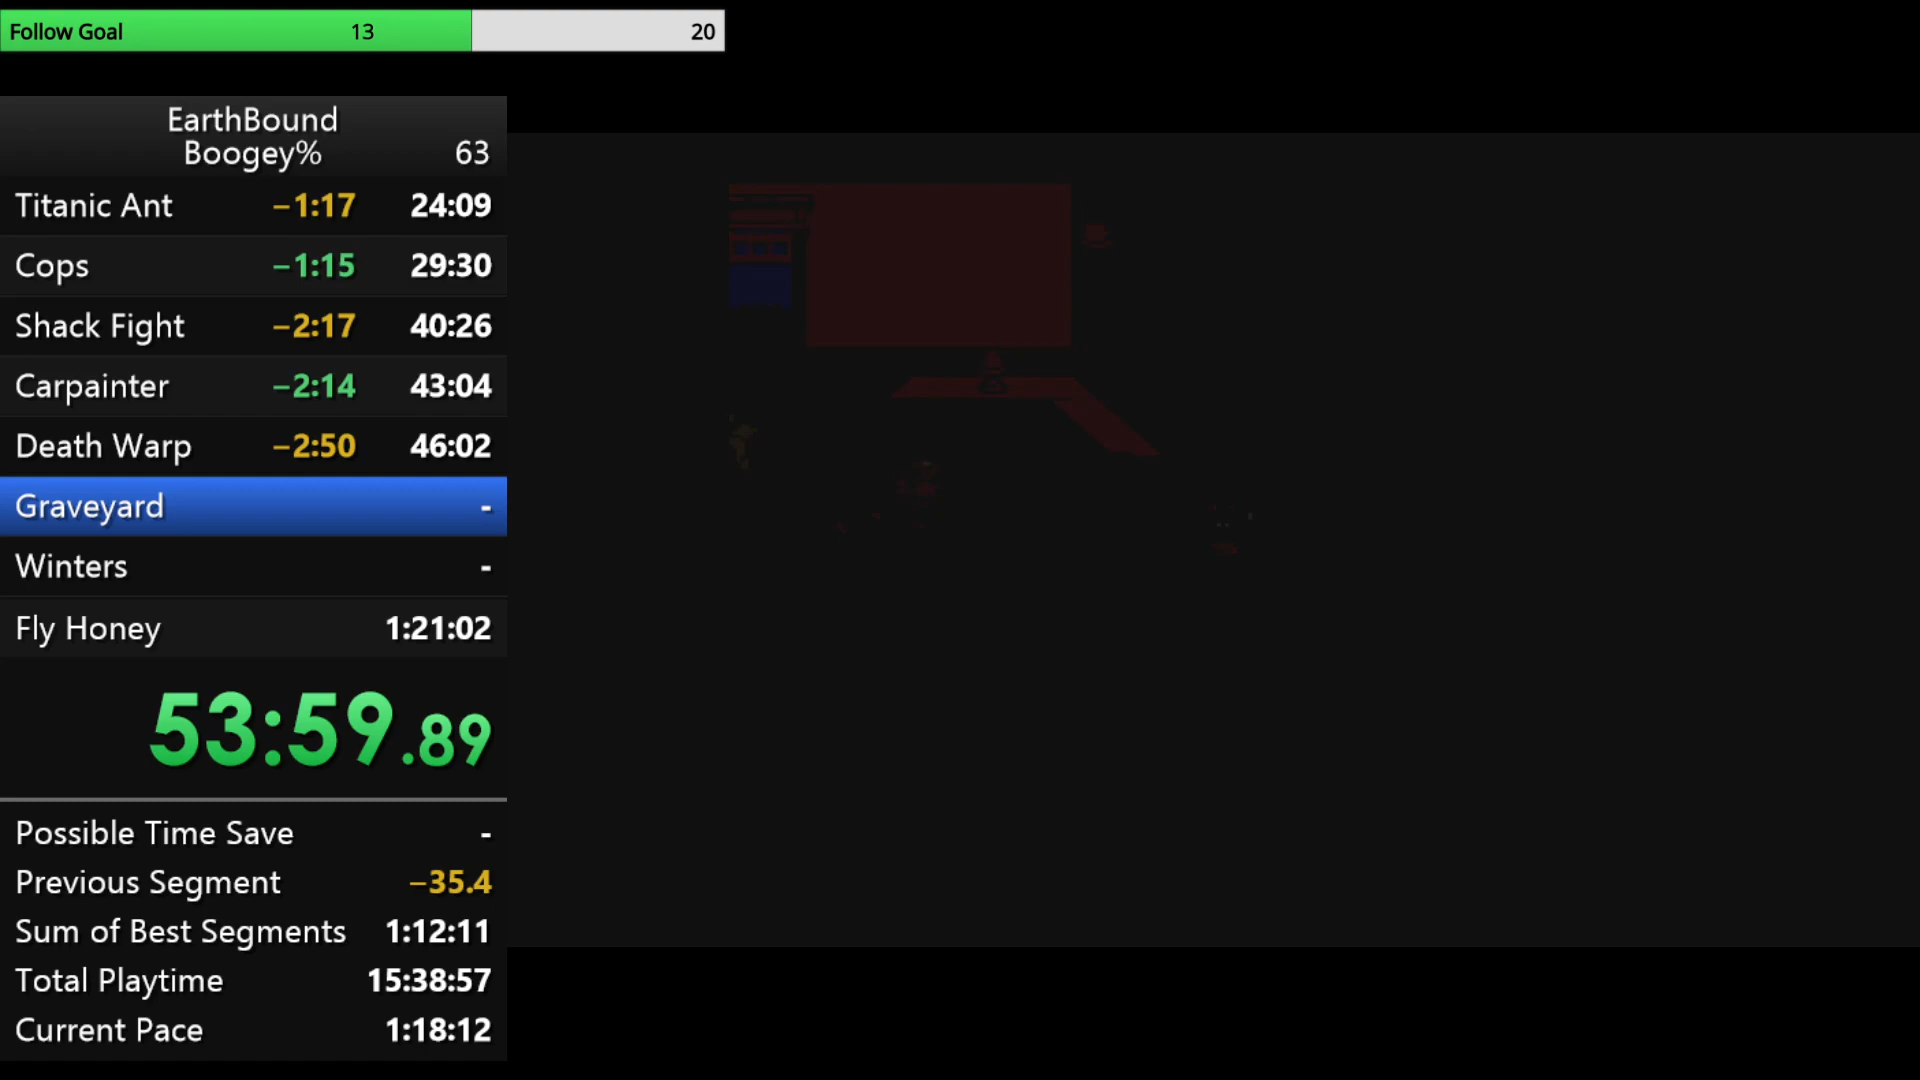 Follow Goal 13 20
EarthBound
Boogey% 63
Titanic Ant −1:17 24:09
Cops −1:15 29:30
Shack Fight −2:17 40:26
Carpainter −2:14 43:04
Death Warp −2:50 46:02
Graveyard -
Winters -
Fly Honey 1:21:02
53:59.89
Possible Time Save -
Previous Segment −35.4
Sum of Best Segments 1:12:11
Total Playtime 15:38:57
Current Pace 1:18:12